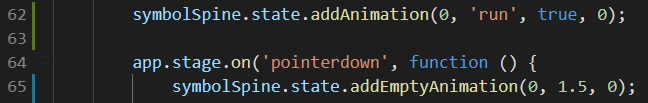 62 symbolSpine.state.addAnimation(0, 'run', true, 0);
63
64 app.stage.on('pointerdown', function () {
65 symbolSpine.state.addEmptyAnimation(0, 1.5, 0);